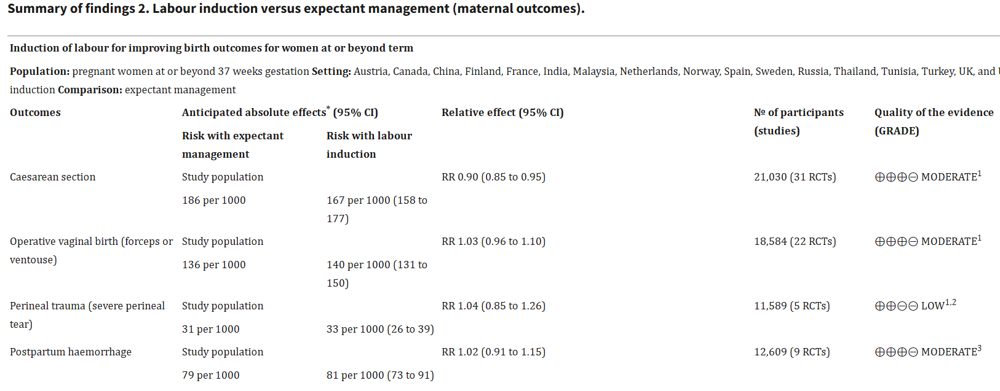 Summary of findings 2. Labour induction versus expectant management (maternal outcomes).
Induction of labour for improving birth outcomes for women at or beyond term
Population: pregnant women at or beyond 37 weeks gestation Setting: Austria, Canada, China, Finland, France, India, Malaysia, Netherlands, Norway, Spain, Sweden, Russia, Thailand, Tunisia, Turkey, UK, and
induction Comparison: expectant management
Outcomes Anticipated absolute effects* (95% CI) Relative effect (95% CI) № of participants (studies) Quality of the evidence (GRADE)
Risk with expectant management Risk with labour induction
Caesarean section Study population RR 0.90 (0.85 to 0.95) 21,030 (31 RCTs) ⊕⊕⊕⊖ MODERATE1
186 per 1000 167 per 1000 (158 to 177)
Operative vaginal birth (forceps or ventouse) Study population RR 1.03 (0.96 to 1.10) 18,584 (22 RCTs) ⊕⊕⊕⊖ MODERATE1
136 per 1000 140 per 1000 (131 to 150)
Perineal trauma (severe perineal tear) Study population RR 1.04 (0.85 to 1.26) 11,589 (5 RCTs) ⊕⊕⊖⊖ LOW1,2
31 per 1000 33 per 1000 (26 to 39)
Postpartum haemorrhage Study population RR 1.02 (0.91 to 1.15) 12,609 (9 RCTs) ⊕⊕⊕⊖ MODERATE3
79 per 1000 81 per 1000 (73 to 91)